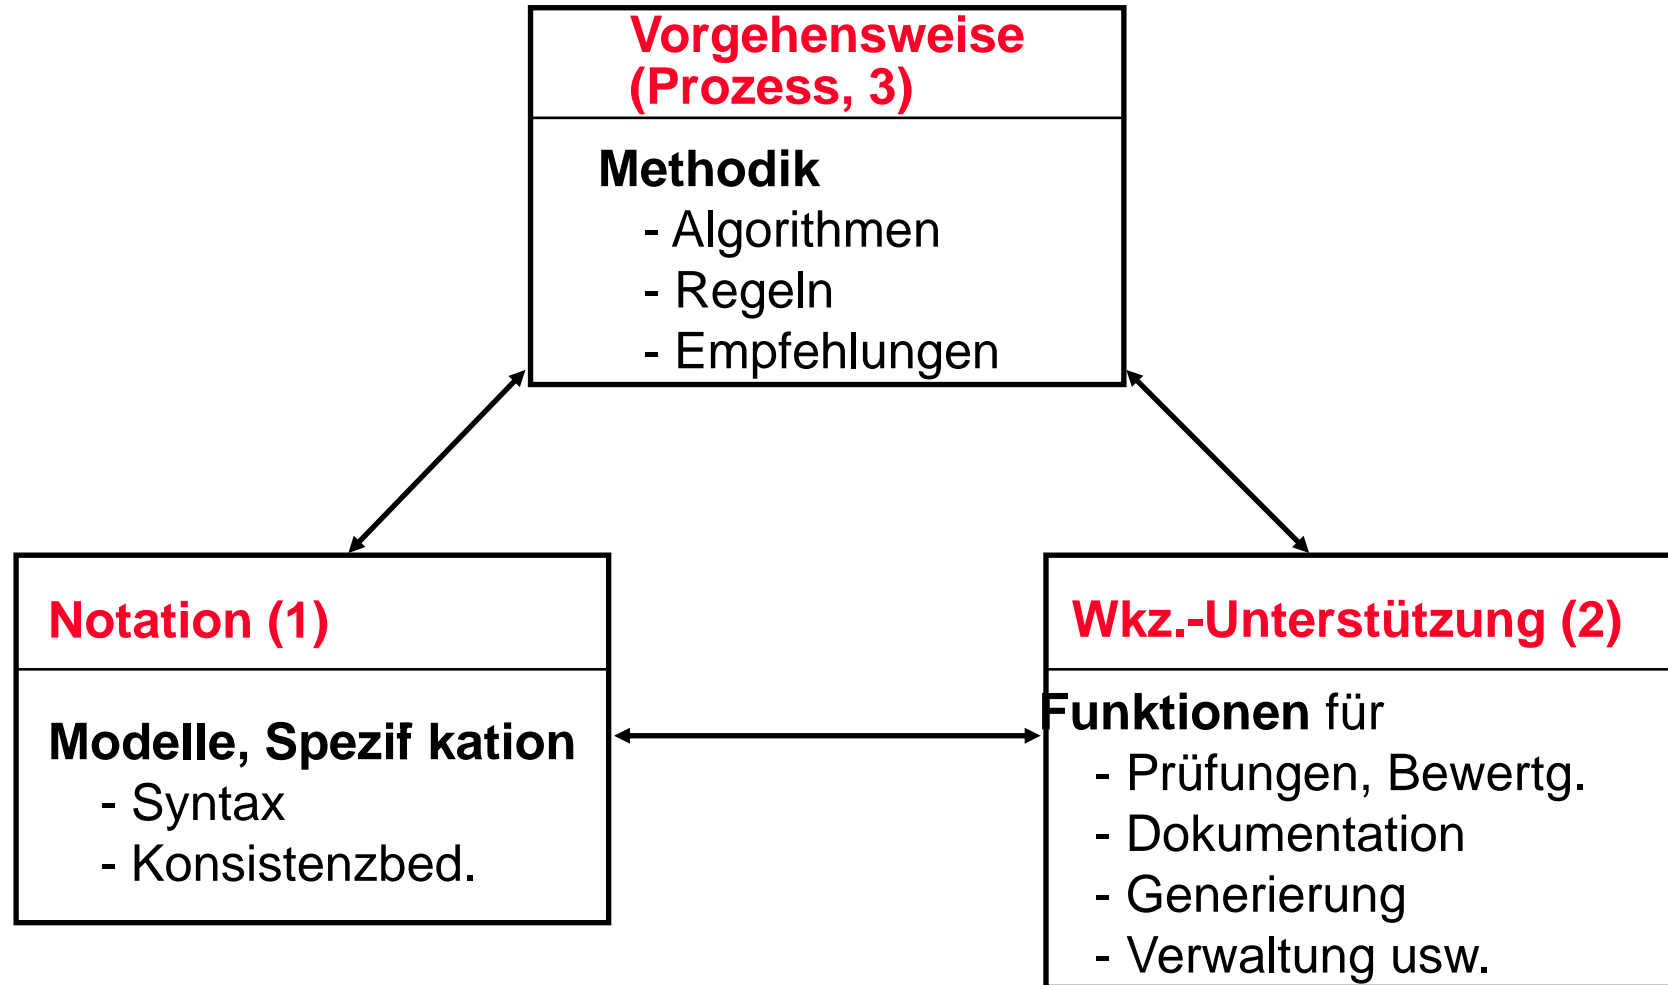 Vorgehensweise
(Prozess, 3)
Methodik
- Algorithmen
- Regeln
- Empfehlungen
Notation (1)
Modelle, Spezif kation
- Syntax
- Konsistenzbed.
Wkz.-Unterstützung (2)
Funktionen für
- Prüfungen, Bewertg.
- Dokumentation
- Generierung
- Verwaltung usw.